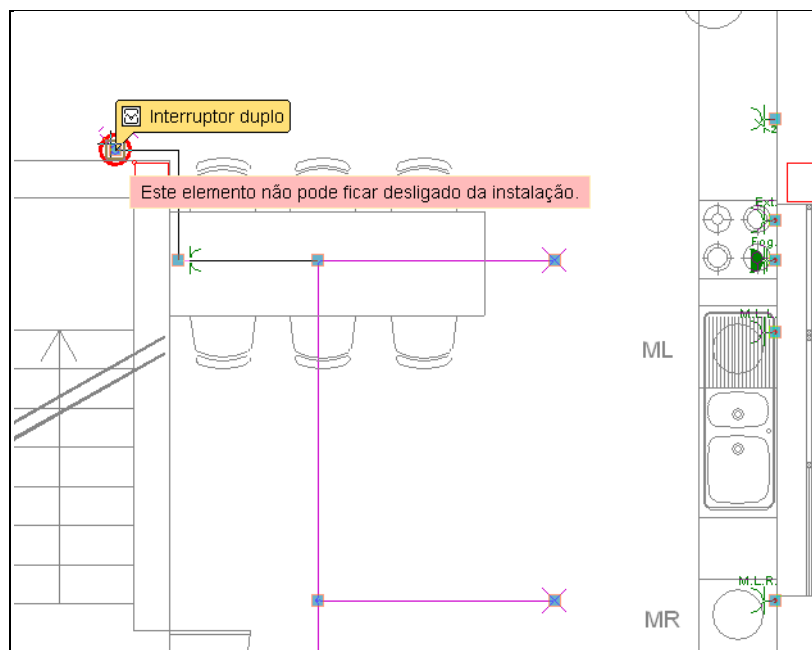 Interruptor duplo
Este elemento não pode ficar desligado da instalação.
Ext.
Fog.
M.L.L.
ML
M.L.R.
MR